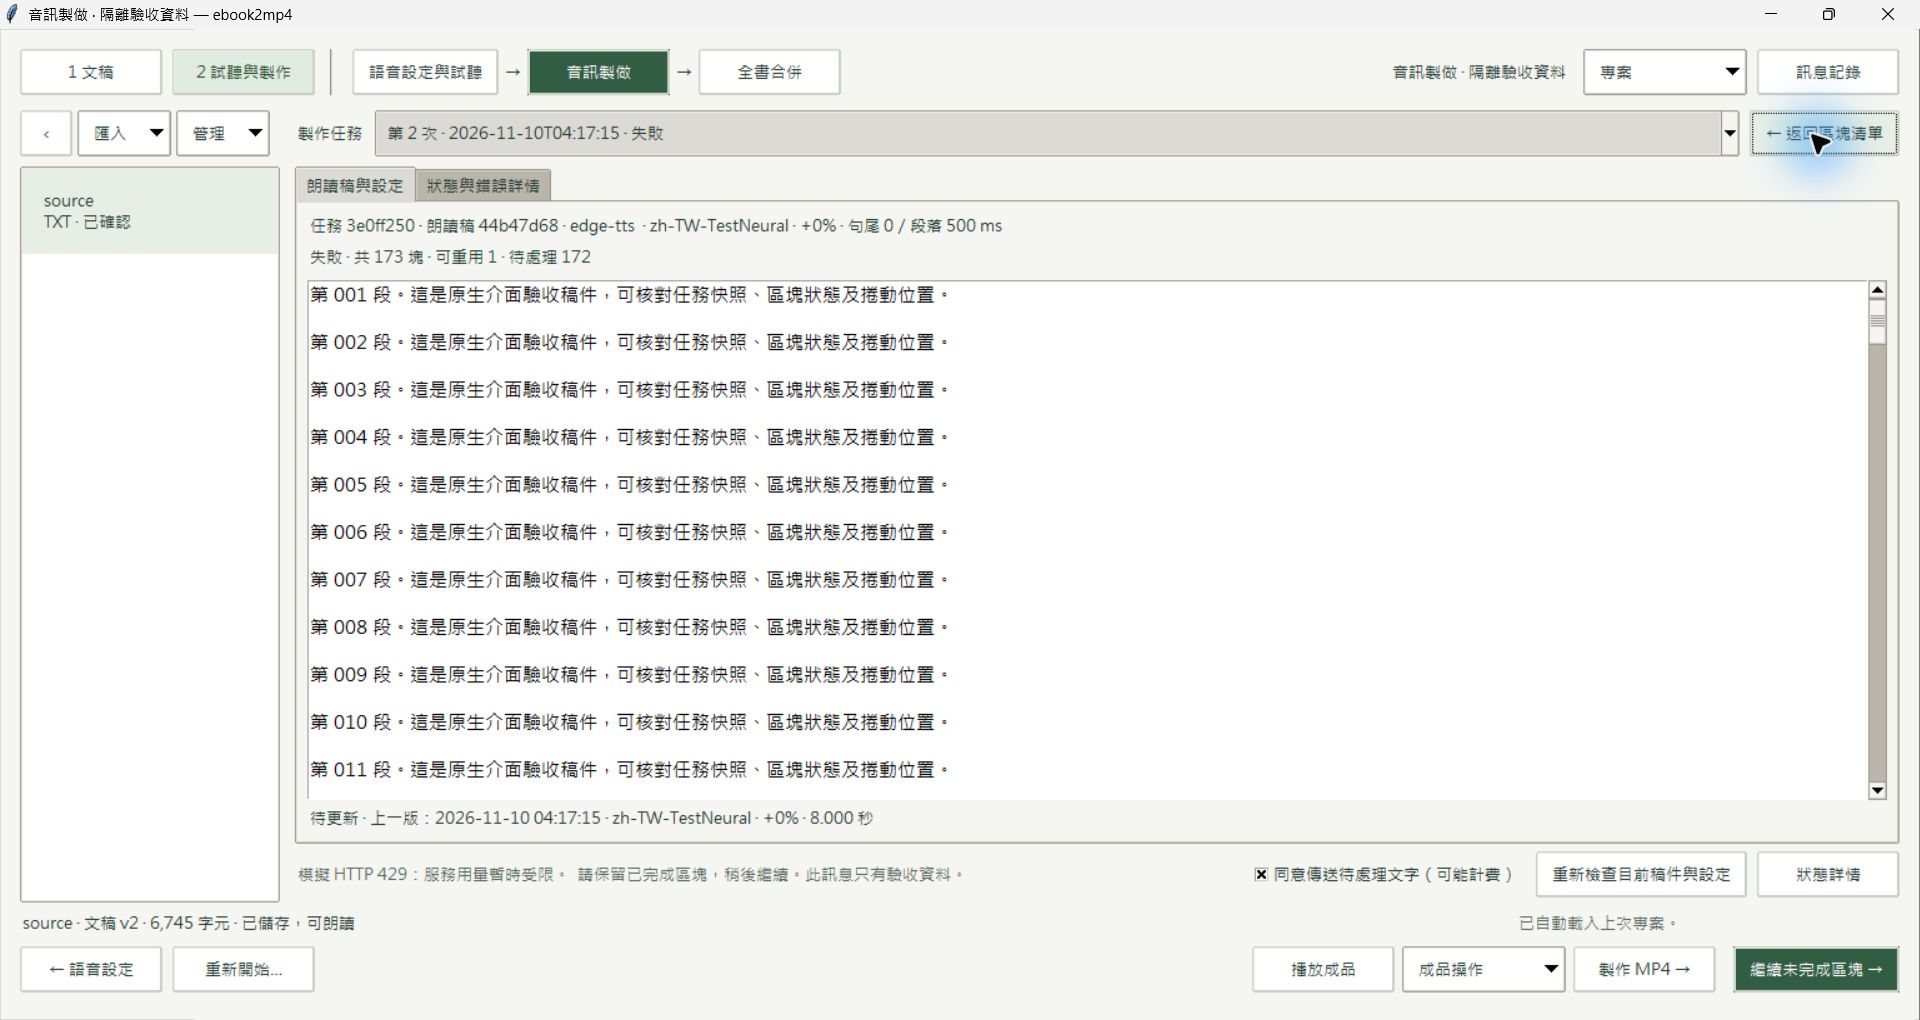 音訊製做 · 隔離驗收資料 — ebook2mp4
1 文稿
2 試聽與製作
語音設定與試聽
→
音訊製做
→
全書合併
音訊製做 · 隔離驗收資料
專案
訊息記錄
‹
匯入
管理
製作任務
第 2 次 · 2026-11-10T04:17:15 · 失敗
← 返回區塊清單
source
TXT · 已確認
朗讀稿與設定
狀態與錯誤詳情
任務 3e0ff250 · 朗讀稿 44b47d68 · edge-tts · zh-TW-TestNeural · +0% · 句尾 0 / 段落 500 ms
失敗 · 共 173 塊 · 可重用 1 · 待處理 172
第 001 段。這是原生介面驗收稿件，可核對任務快照、區塊狀態及捲動位置。
第 002 段。這是原生介面驗收稿件，可核對任務快照、區塊狀態及捲動位置。
第 003 段。這是原生介面驗收稿件，可核對任務快照、區塊狀態及捲動位置。
第 004 段。這是原生介面驗收稿件，可核對任務快照、區塊狀態及捲動位置。
第 005 段。這是原生介面驗收稿件，可核對任務快照、區塊狀態及捲動位置。
第 006 段。這是原生介面驗收稿件，可核對任務快照、區塊狀態及捲動位置。
第 007 段。這是原生介面驗收稿件，可核對任務快照、區塊狀態及捲動位置。
第 008 段。這是原生介面驗收稿件，可核對任務快照、區塊狀態及捲動位置。
第 009 段。這是原生介面驗收稿件，可核對任務快照、區塊狀態及捲動位置。
第 010 段。這是原生介面驗收稿件，可核對任務快照、區塊狀態及捲動位置。
第 011 段。這是原生介面驗收稿件，可核對任務快照、區塊狀態及捲動位置。
待更新 · 上一版：2026-11-10 04:17:15 · zh-TW-TestNeural · +0% · 8.000 秒
模擬 HTTP 429：服務用量暫時受限。 請保留已完成區塊，稍後繼續。此訊息只有驗收資料。
同意傳送待處理文字（可能計費）
重新檢查目前稿件與設定
狀態詳情
source · 文稿 v2 · 6,745 字元 · 已儲存，可朗讀
已自動載入上次專案。
← 語音設定
重新開始...
播放成品
成品操作
製作 MP4 →
繼續未完成區塊 →